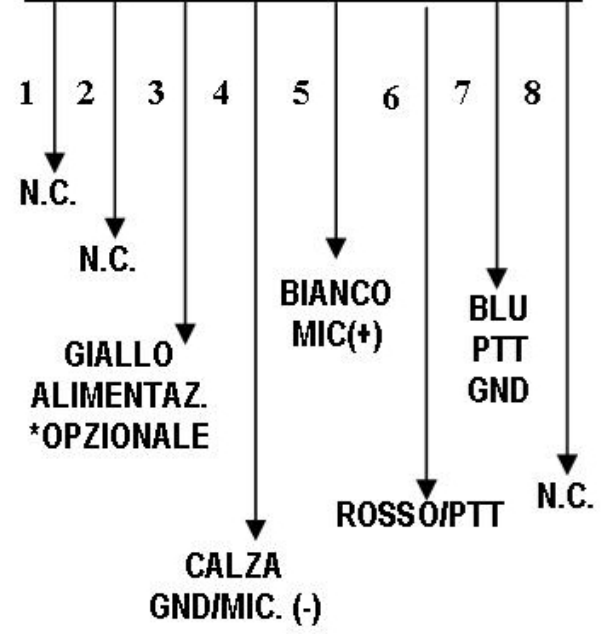 1 2 3 4 5 6 7 8
N.C.
N.C.
GIALLO
ALIMENTAZ.
*OPZIONALE
CALZA
GND/MIC. (-)
BIANCO
MIC(+)
ROSSO/PTT
BLU
PTT
GND
N.C.